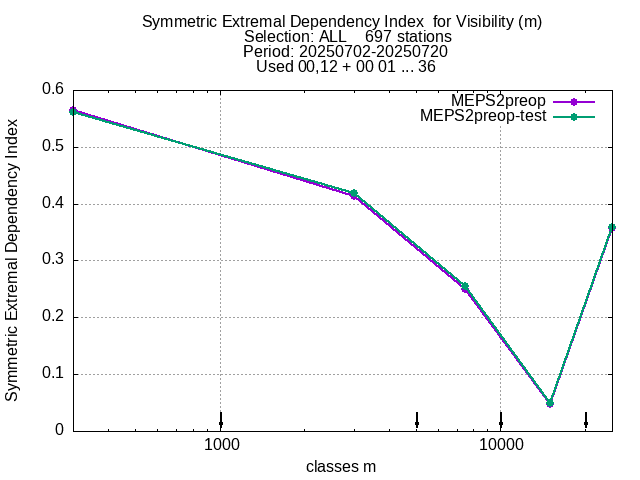 Symmetric Extremal Dependency Index  for Visibility (m)
Selection: ALL    697 stations
Period: 20250702-20250720
Used 00,12 + 00 01 ... 36
MEPS2preop
MEPS2preop-test
Symmetric Extremal Dependency Index
0.6
0.5
0.4
0.3
0.2
0.1
0
1000 10000
classes m